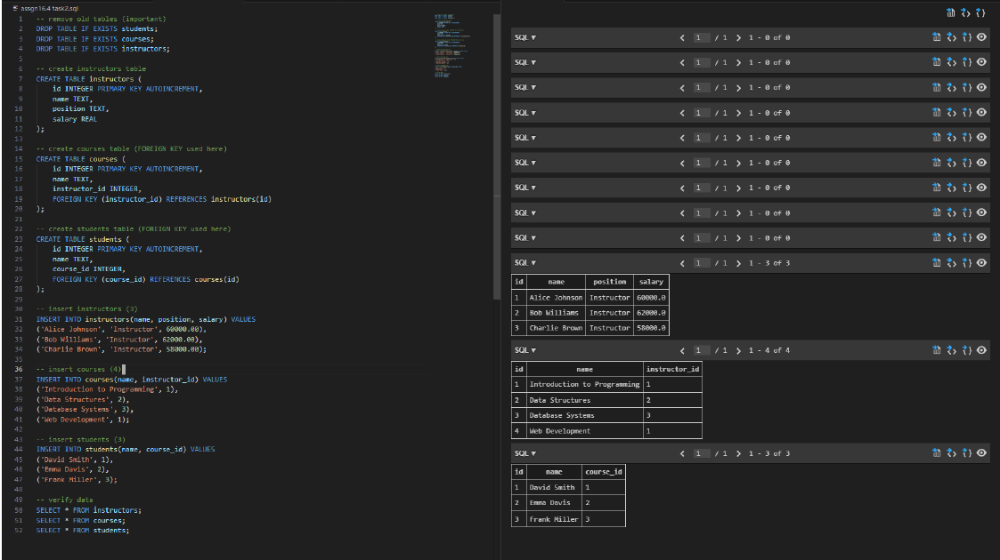 assgn16.4 task2.sql
1 -- remove old tables (important)
2 DROP TABLE IF EXISTS students;
3 DROP TABLE IF EXISTS courses;
4 DROP TABLE IF EXISTS instructors;
5
6 -- create instructors table
7 CREATE TABLE instructors (
8 id INTEGER PRIMARY KEY AUTOINCREMENT,
9 name TEXT,
10 position TEXT,
11 salary REAL
12 );
13
14 -- create courses table (FOREIGN KEY used here)
15 CREATE TABLE courses (
16 id INTEGER PRIMARY KEY AUTOINCREMENT,
17 name TEXT,
18 instructor_id INTEGER,
19 FOREIGN KEY (instructor_id) REFERENCES instructors(id)
20 );
21
22 -- create students table (FOREIGN KEY used here)
23 CREATE TABLE students (
24 id INTEGER PRIMARY KEY AUTOINCREMENT,
25 name TEXT,
26 course_id INTEGER,
27 FOREIGN KEY (course_id) REFERENCES courses(id)
28 );
29
30 -- insert instructors (3)
31 INSERT INTO instructors(name, position, salary) VALUES
32 ('Alice Johnson', 'Instructor', 60000.00),
33 ('Bob Williams', 'Instructor', 62000.00),
34 ('Charlie Brown', 'Instructor', 58000.00);
35
36 -- insert courses (4)
37 INSERT INTO courses(name, instructor_id) VALUES
38 ('Introduction to Programming', 1),
39 ('Data Structures', 2),
40 ('Database Systems', 3),
41 ('Web Development', 1);
42
43 -- insert students (3)
44 INSERT INTO students(name, course_id) VALUES
45 ('David Smith', 1),
46 ('Emma Davis', 2),
47 ('Frank Miller', 3);
48
49 -- verify data
50 SELECT * FROM instructors;
51 SELECT * FROM courses;
52 SELECT * FROM students;
SQL ▼ < 1 / 1 > 1 - 0 of 0
SQL ▼ < 1 / 1 > 1 - 0 of 0
SQL ▼ < 1 / 1 > 1 - 0 of 0
SQL ▼ < 1 / 1 > 1 - 0 of 0
SQL ▼ < 1 / 1 > 1 - 0 of 0
SQL ▼ < 1 / 1 > 1 - 0 of 0
SQL ▼ < 1 / 1 > 1 - 0 of 0
SQL ▼ < 1 / 1 > 1 - 0 of 0
SQL ▼ < 1 / 1 > 1 - 0 of 0
SQL ▼ < 1 / 1 > 1 - 3 of 3
id name position salary
1 Alice Johnson Instructor 60000.0
2 Bob Williams Instructor 62000.0
3 Charlie Brown Instructor 58000.0
SQL ▼ < 1 / 1 > 1 - 4 of 4
id name instructor_id
1 Introduction to Programming 1
2 Data Structures 2
3 Database Systems 3
4 Web Development 1
SQL ▼ < 1 / 1 > 1 - 3 of 3
id name course_id
1 David Smith 1
2 Emma Davis 2
3 Frank Miller 3